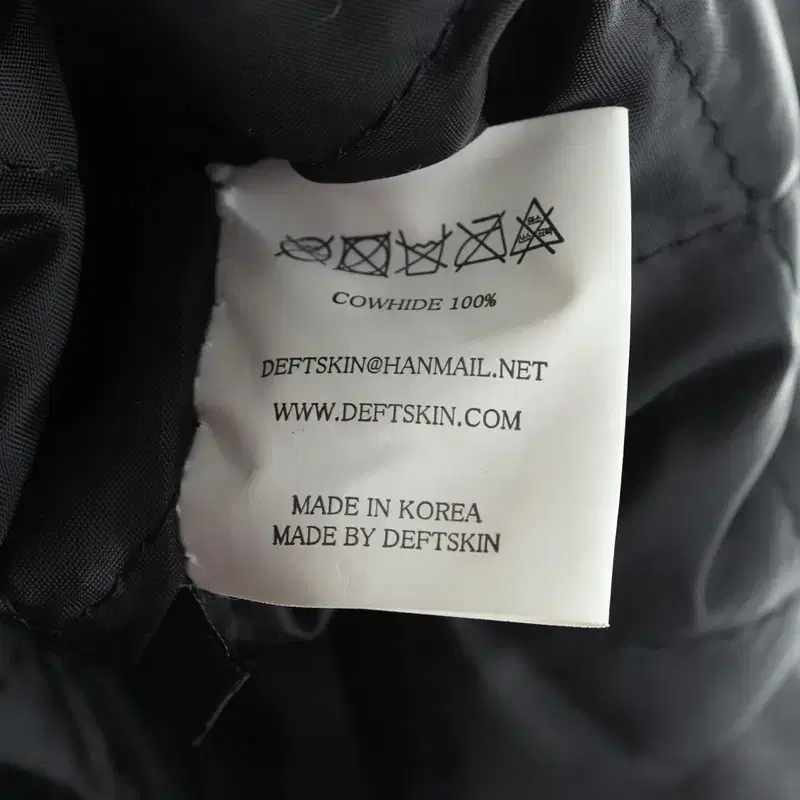 COWHIDE 100%
DEFTSKIN@HANMAIL.NET
WWW.DEFTSKIN.COM
MADE IN KOREA
MADE BY DEFTSKIN